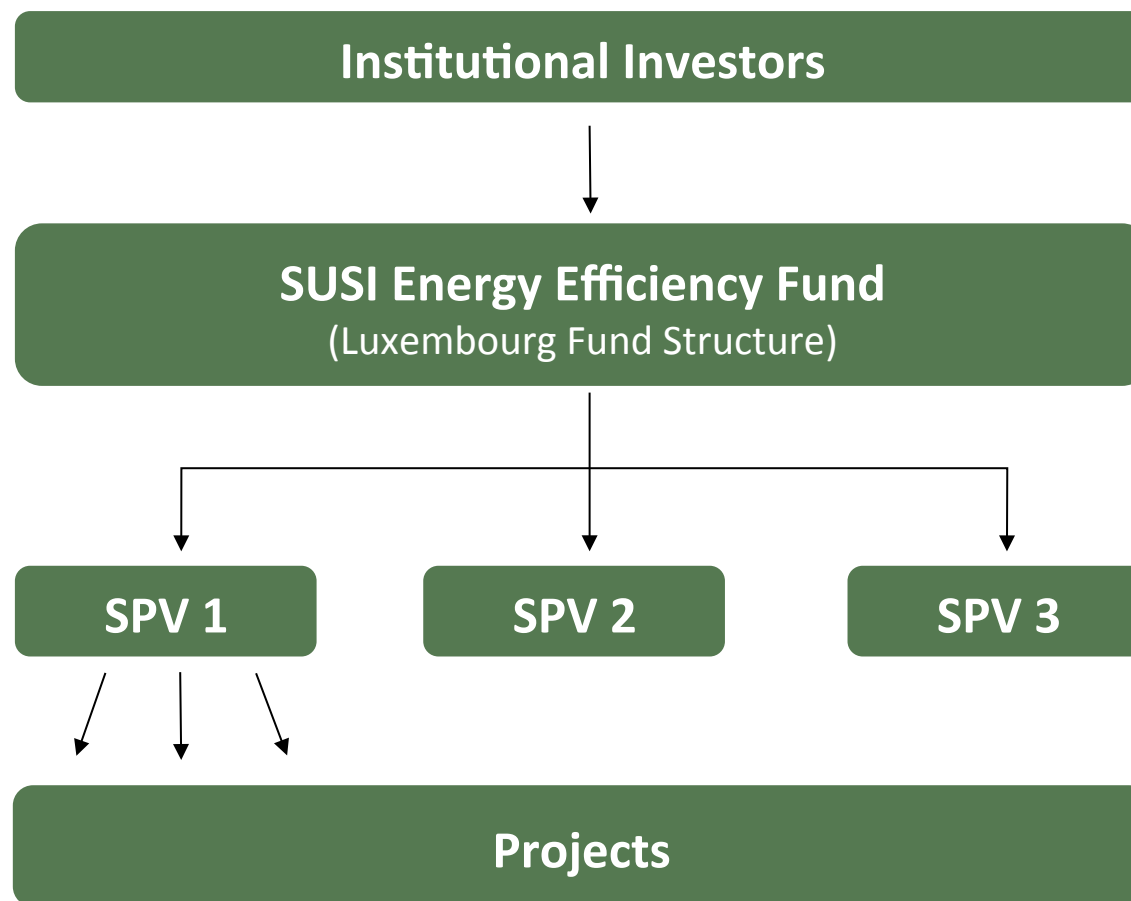 Institutional Investors
SUSI Energy Efficiency Fund
(Luxembourg Fund Structure)
SPV 1
SPV 2
SPV 3
Projects